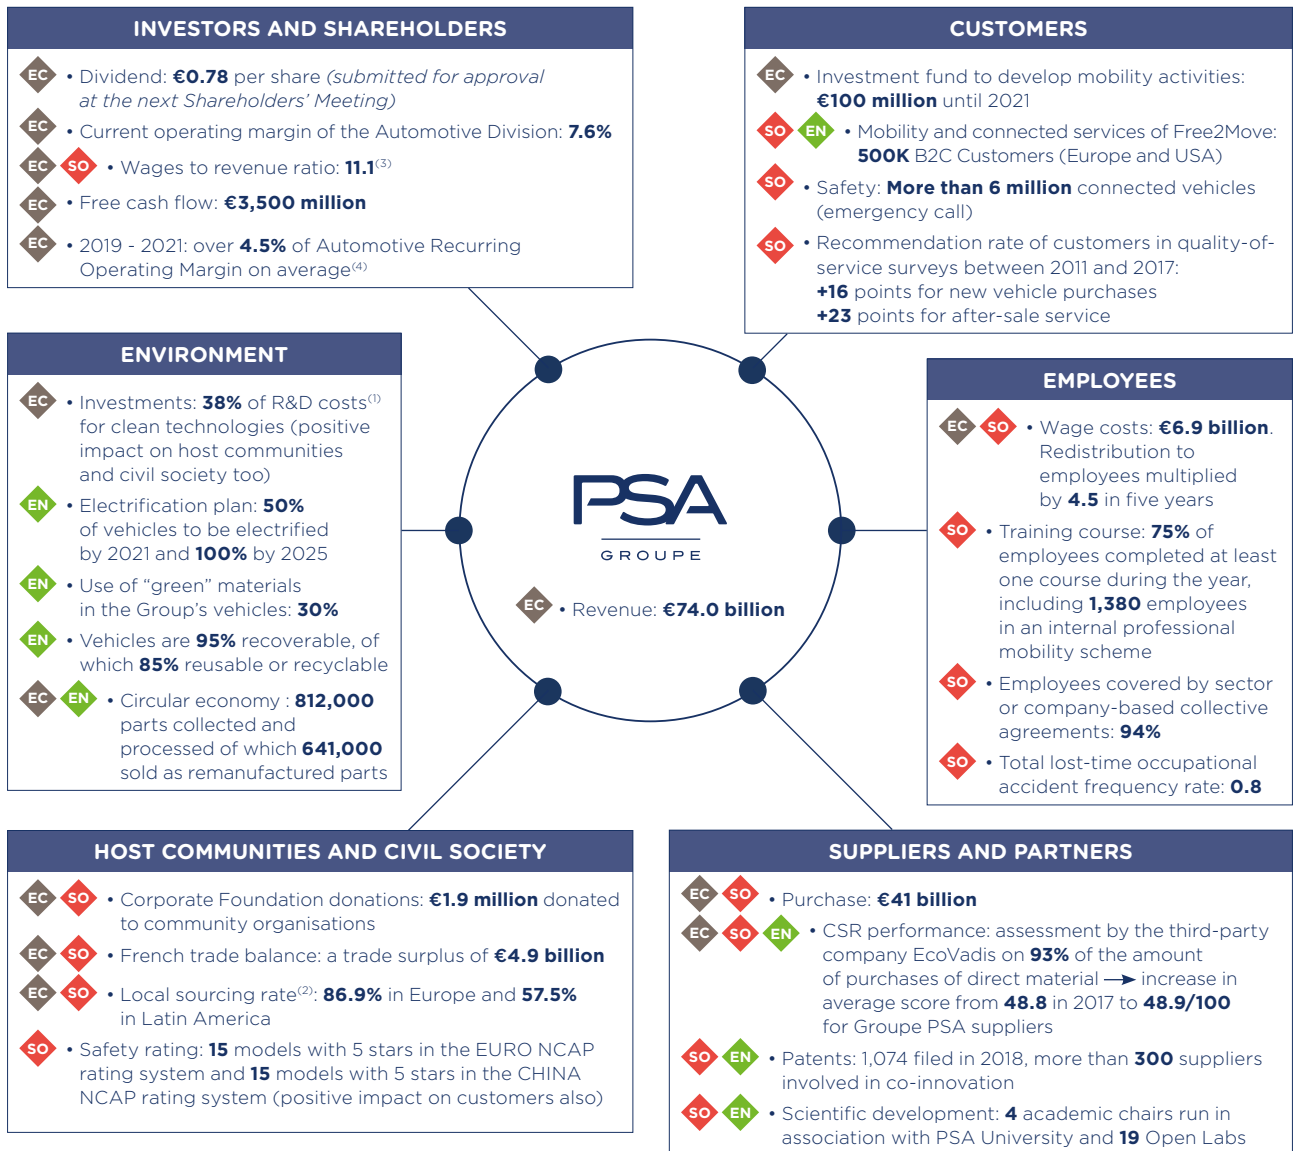 INVESTORS AND SHAREHOLDERS
EC • Dividend: €0.78 per share (submitted for approval
at the next Shareholders' Meeting)
EC • Current operating margin of the Automotive Division: 7.6%
EC SO • Wages to revenue ratio: 11.1(3)
EC • Free cash flow: €3,500 million
EC • 2019 - 2021: over 4.5% of Automotive Recurring
Operating Margin on average(4)
CUSTOMERS
EC • Investment fund to develop mobility activities:
€100 million until 2021
SO EN • Mobility and connected services of Free2Move:
500K B2C Customers (Europe and USA)
SO • Safety: More than 6 million connected vehicles
(emergency call)
SO • Recommendation rate of customers in quality-of-
service surveys between 2011 and 2017:
+16 points for new vehicle purchases
+23 points for after-sale service
ENVIRONMENT
EC • Investments: 38% of R&D costs(1)
for clean technologies (positive
impact on host communities
and civil society too)
EN • Electrification plan: 50%
of vehicles to be electrified
by 2021 and 100% by 2025
EN • Use of “green” materials
in the Group's vehicles: 30%
EN • Vehicles are 95% recoverable, of
which 85% reusable or recyclable
EC EN • Circular economy : 812,000
parts collected and
processed of which 641,000
sold as remanufactured parts
PSA
GROUPE
EC • Revenue: €74.0 billion
EMPLOYEES
EC SO • Wage costs: €6.9 billion.
Redistribution to
employees multiplied
by 4.5 in five years
SO • Training course: 75% of
employees completed at least
one course during the year,
including 1,380 employees
in an internal professional
mobility scheme
SO • Employees covered by sector
or company-based collective
agreements: 94%
SO • Total lost-time occupational
accident frequency rate: 0.8
HOST COMMUNITIES AND CIVIL SOCIETY
EC SO • Corporate Foundation donations: €1.9 million donated
to community organisations
EC SO • French trade balance: a trade surplus of €4.9 billion
EC SO • Local sourcing rate(2): 86.9% in Europe and 57.5%
in Latin America
SO • Safety rating: 15 models with 5 stars in the EURO NCAP
rating system and 15 models with 5 stars in the CHINA
NCAP rating system (positive impact on customers also)
SUPPLIERS AND PARTNERS
EC SO • Purchase: €41 billion
EC SO EN • CSR performance: assessment by the third-party
company EcoVadis on 93% of the amount
of purchases of direct material → increase in
average score from 48.8 in 2017 to 48.9/100
for Groupe PSA suppliers
SO EN • Patents: 1,074 filed in 2018, more than 300 suppliers
involved in co-innovation
SO EN • Scientific development: 4 academic chairs run in
association with PSA University and 19 Open Labs